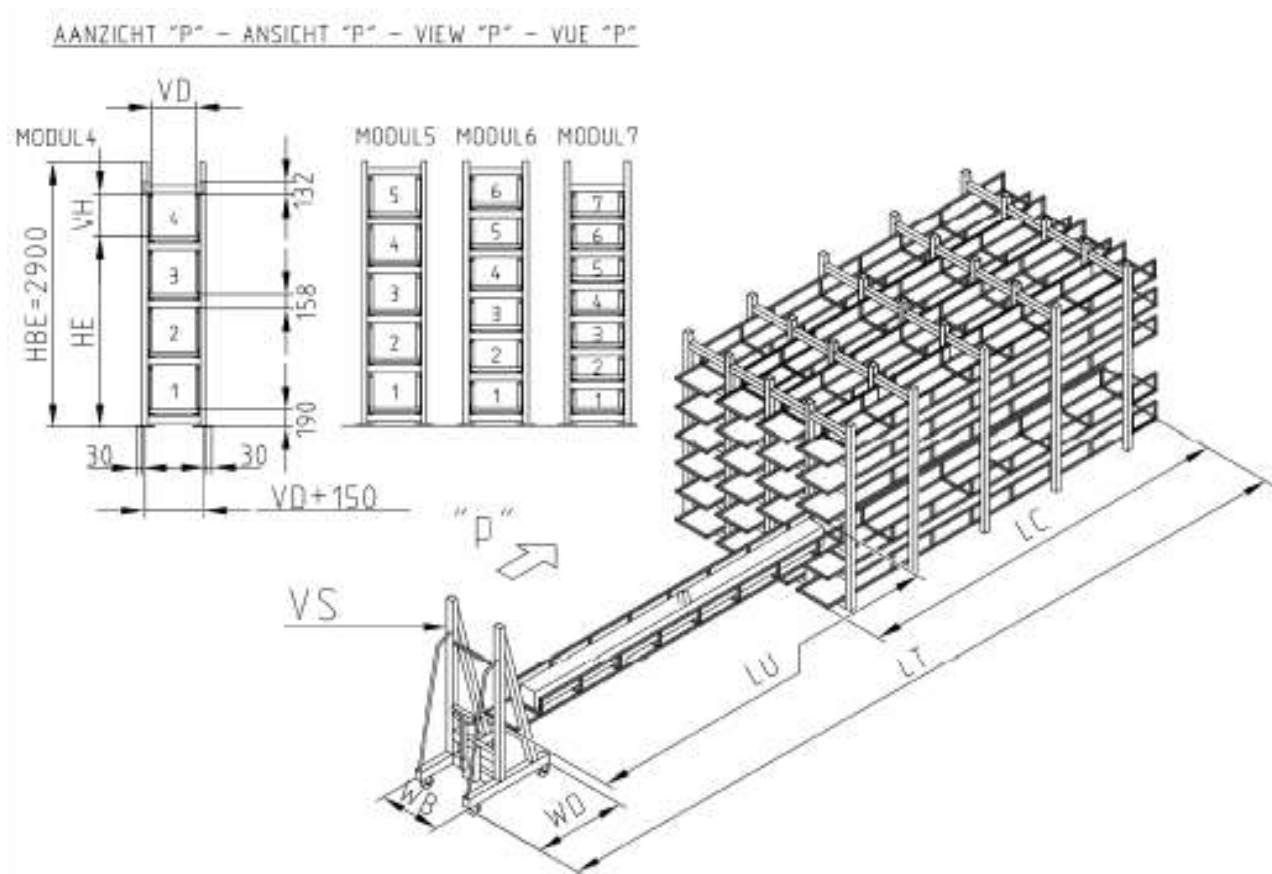 AANZICHT "P" - ANSICHT "P" - VIEW "P" - VUE "P"
VD
MODUL4 MODUL5 MODUL6 MODUL7
132
VH
HBE=2900
HE
158
190
4
3
2
1
5
4
3
2
1
6
5
4
3
2
1
7
6
5
4
3
2
1
30 30
VD+150
"P"
VS
m
LC
LU
LT
WB
WD